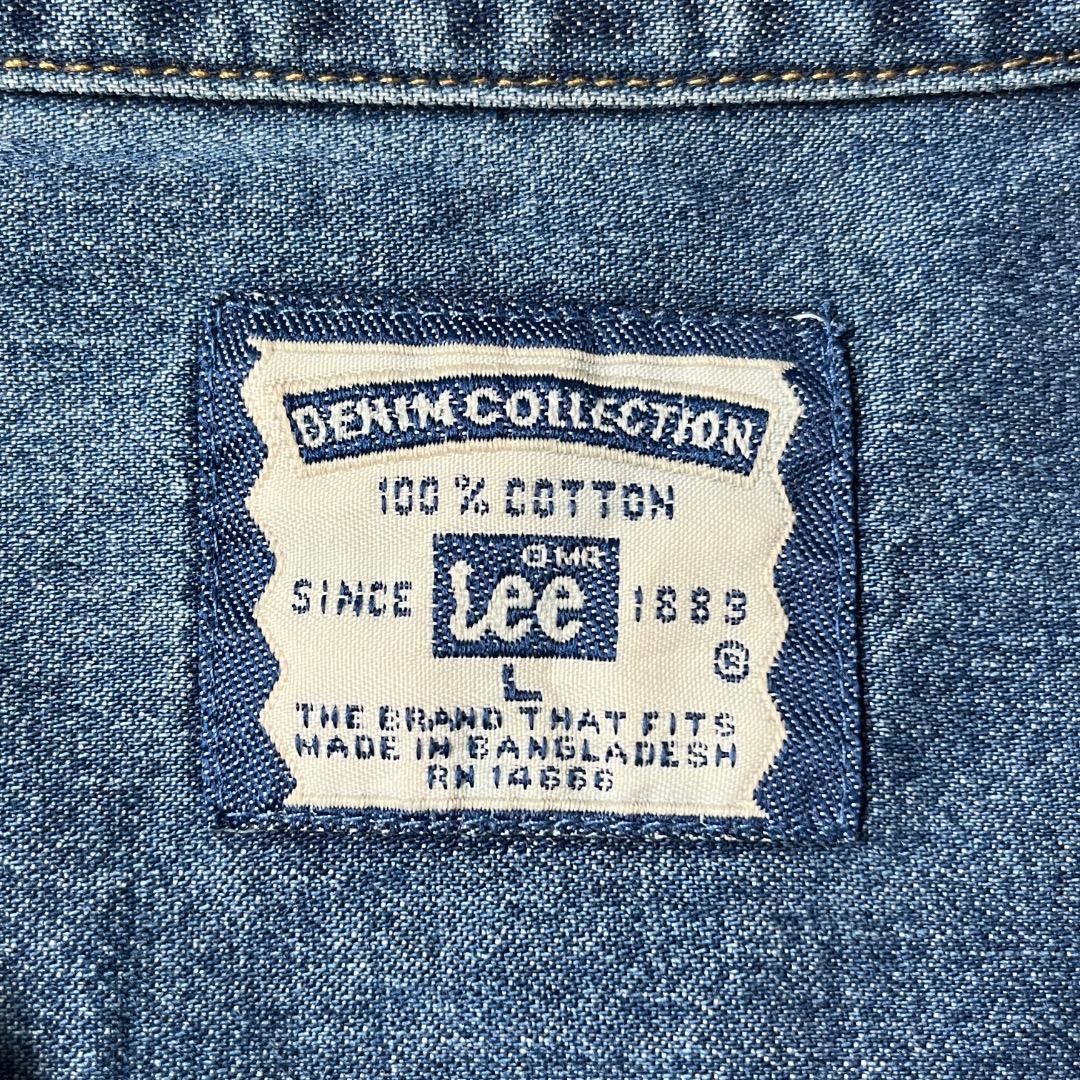 DENIM COLLECTION
100 % COTTON
® MR
SINCE Lee 1889
®
L
THE BRAND THAT FITS
MADE IN BANGLADESH
RN 14666